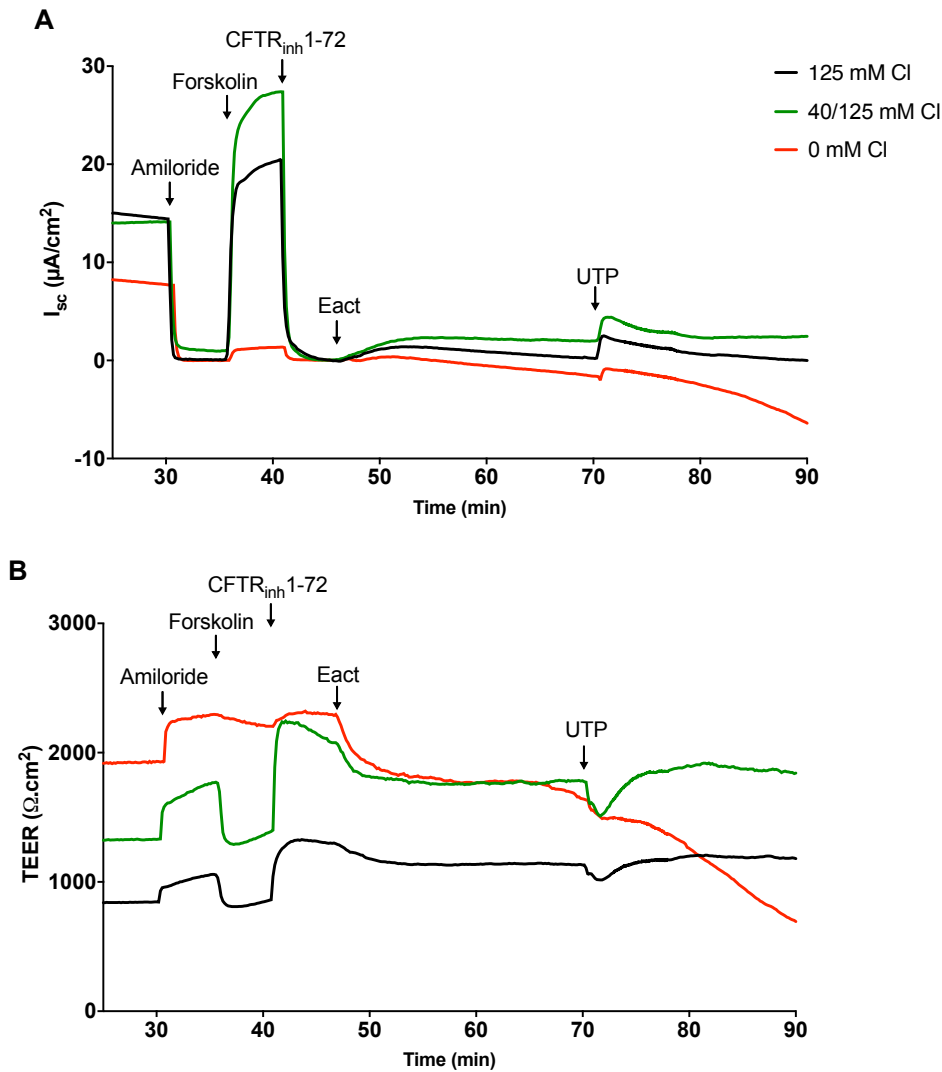 A
CFTRinh1-72
Forskolin
Amiloride
Eact
UTP
125 mM Cl
40/125 mM Cl
0 mM Cl
30
20
10
0
-10
Isc (µA/cm²)
30 40 50 60 70 80 90
Time (min)
B
CFTRinh1-72
Forskolin
Amiloride
Eact
UTP
3000
2000
1000
0
TEER (Ω.cm²)
30 40 50 60 70 80 90
Time (min)